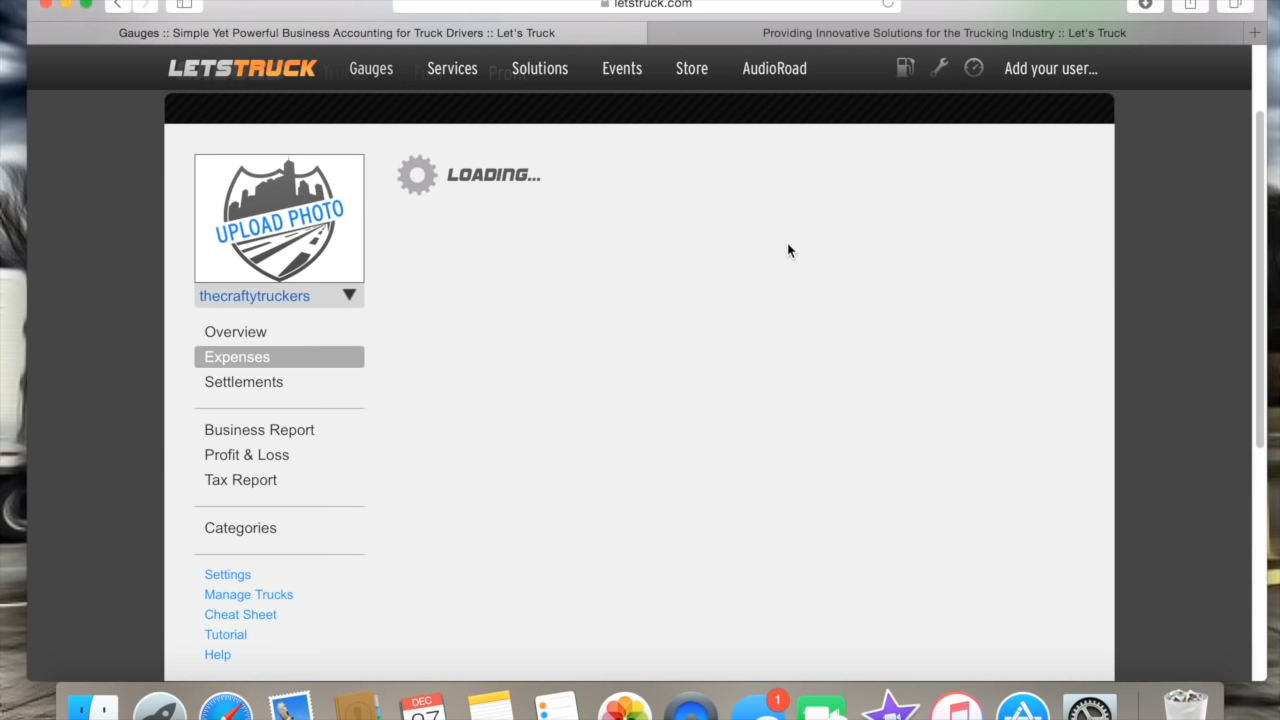 letstruck.com
Gauges :: Simple Yet Powerful Business Accounting for Truck Drivers :: Let's Truck
Providing Innovative Solutions for the Trucking Industry :: Let's Truck
LETSTRUCK Gauges Services Solutions Events Store AudioRoad Add your user...
LOADING...
UPLOAD PHOTO
thecraftytruckers
Overview
Expenses
Settlements
Business Report
Profit & Loss
Tax Report
Categories
Settings
Manage Trucks
Cheat Sheet
Tutorial
Help
1
DEC